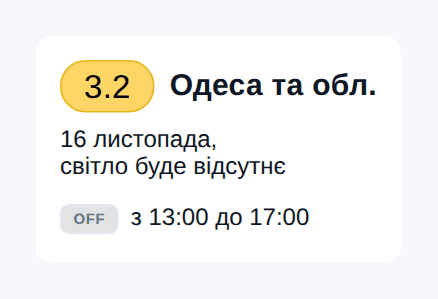 3.2 Одеса та обл.
16 листопада,
світло буде відсутнє
OFF з 13:00 до 17:00